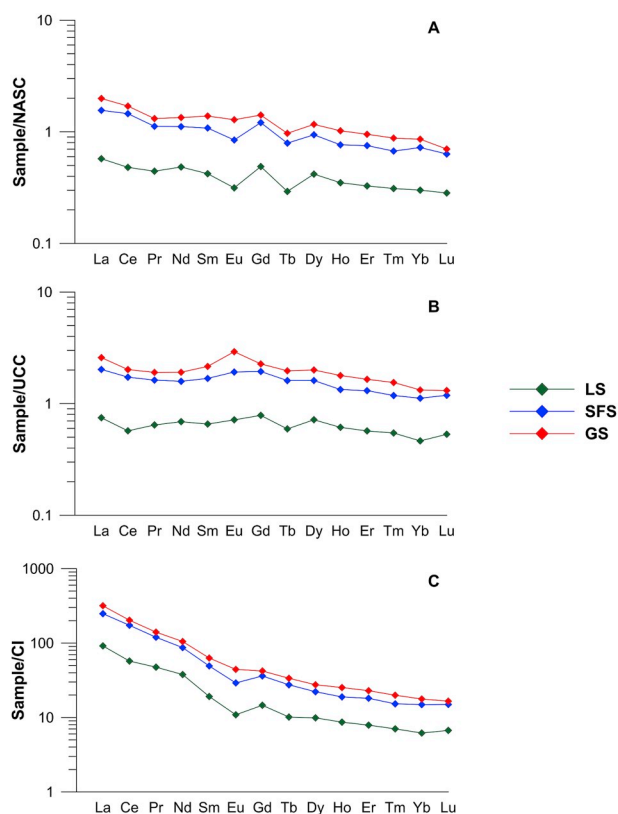 A
10
1
0.1
Sample/NASC
La Ce Pr Nd Sm Eu Gd Tb Dy Ho Er Tm Yb Lu
B
10
1
0.1
Sample/UCC
La Ce Pr Nd Sm Eu Gd Tb Dy Ho Er Tm Yb Lu
LS
SFS
GS
C
1000
100
10
1
Sample/CI
La Ce Pr Nd Sm Eu Gd Tb Dy Ho Er Tm Yb Lu